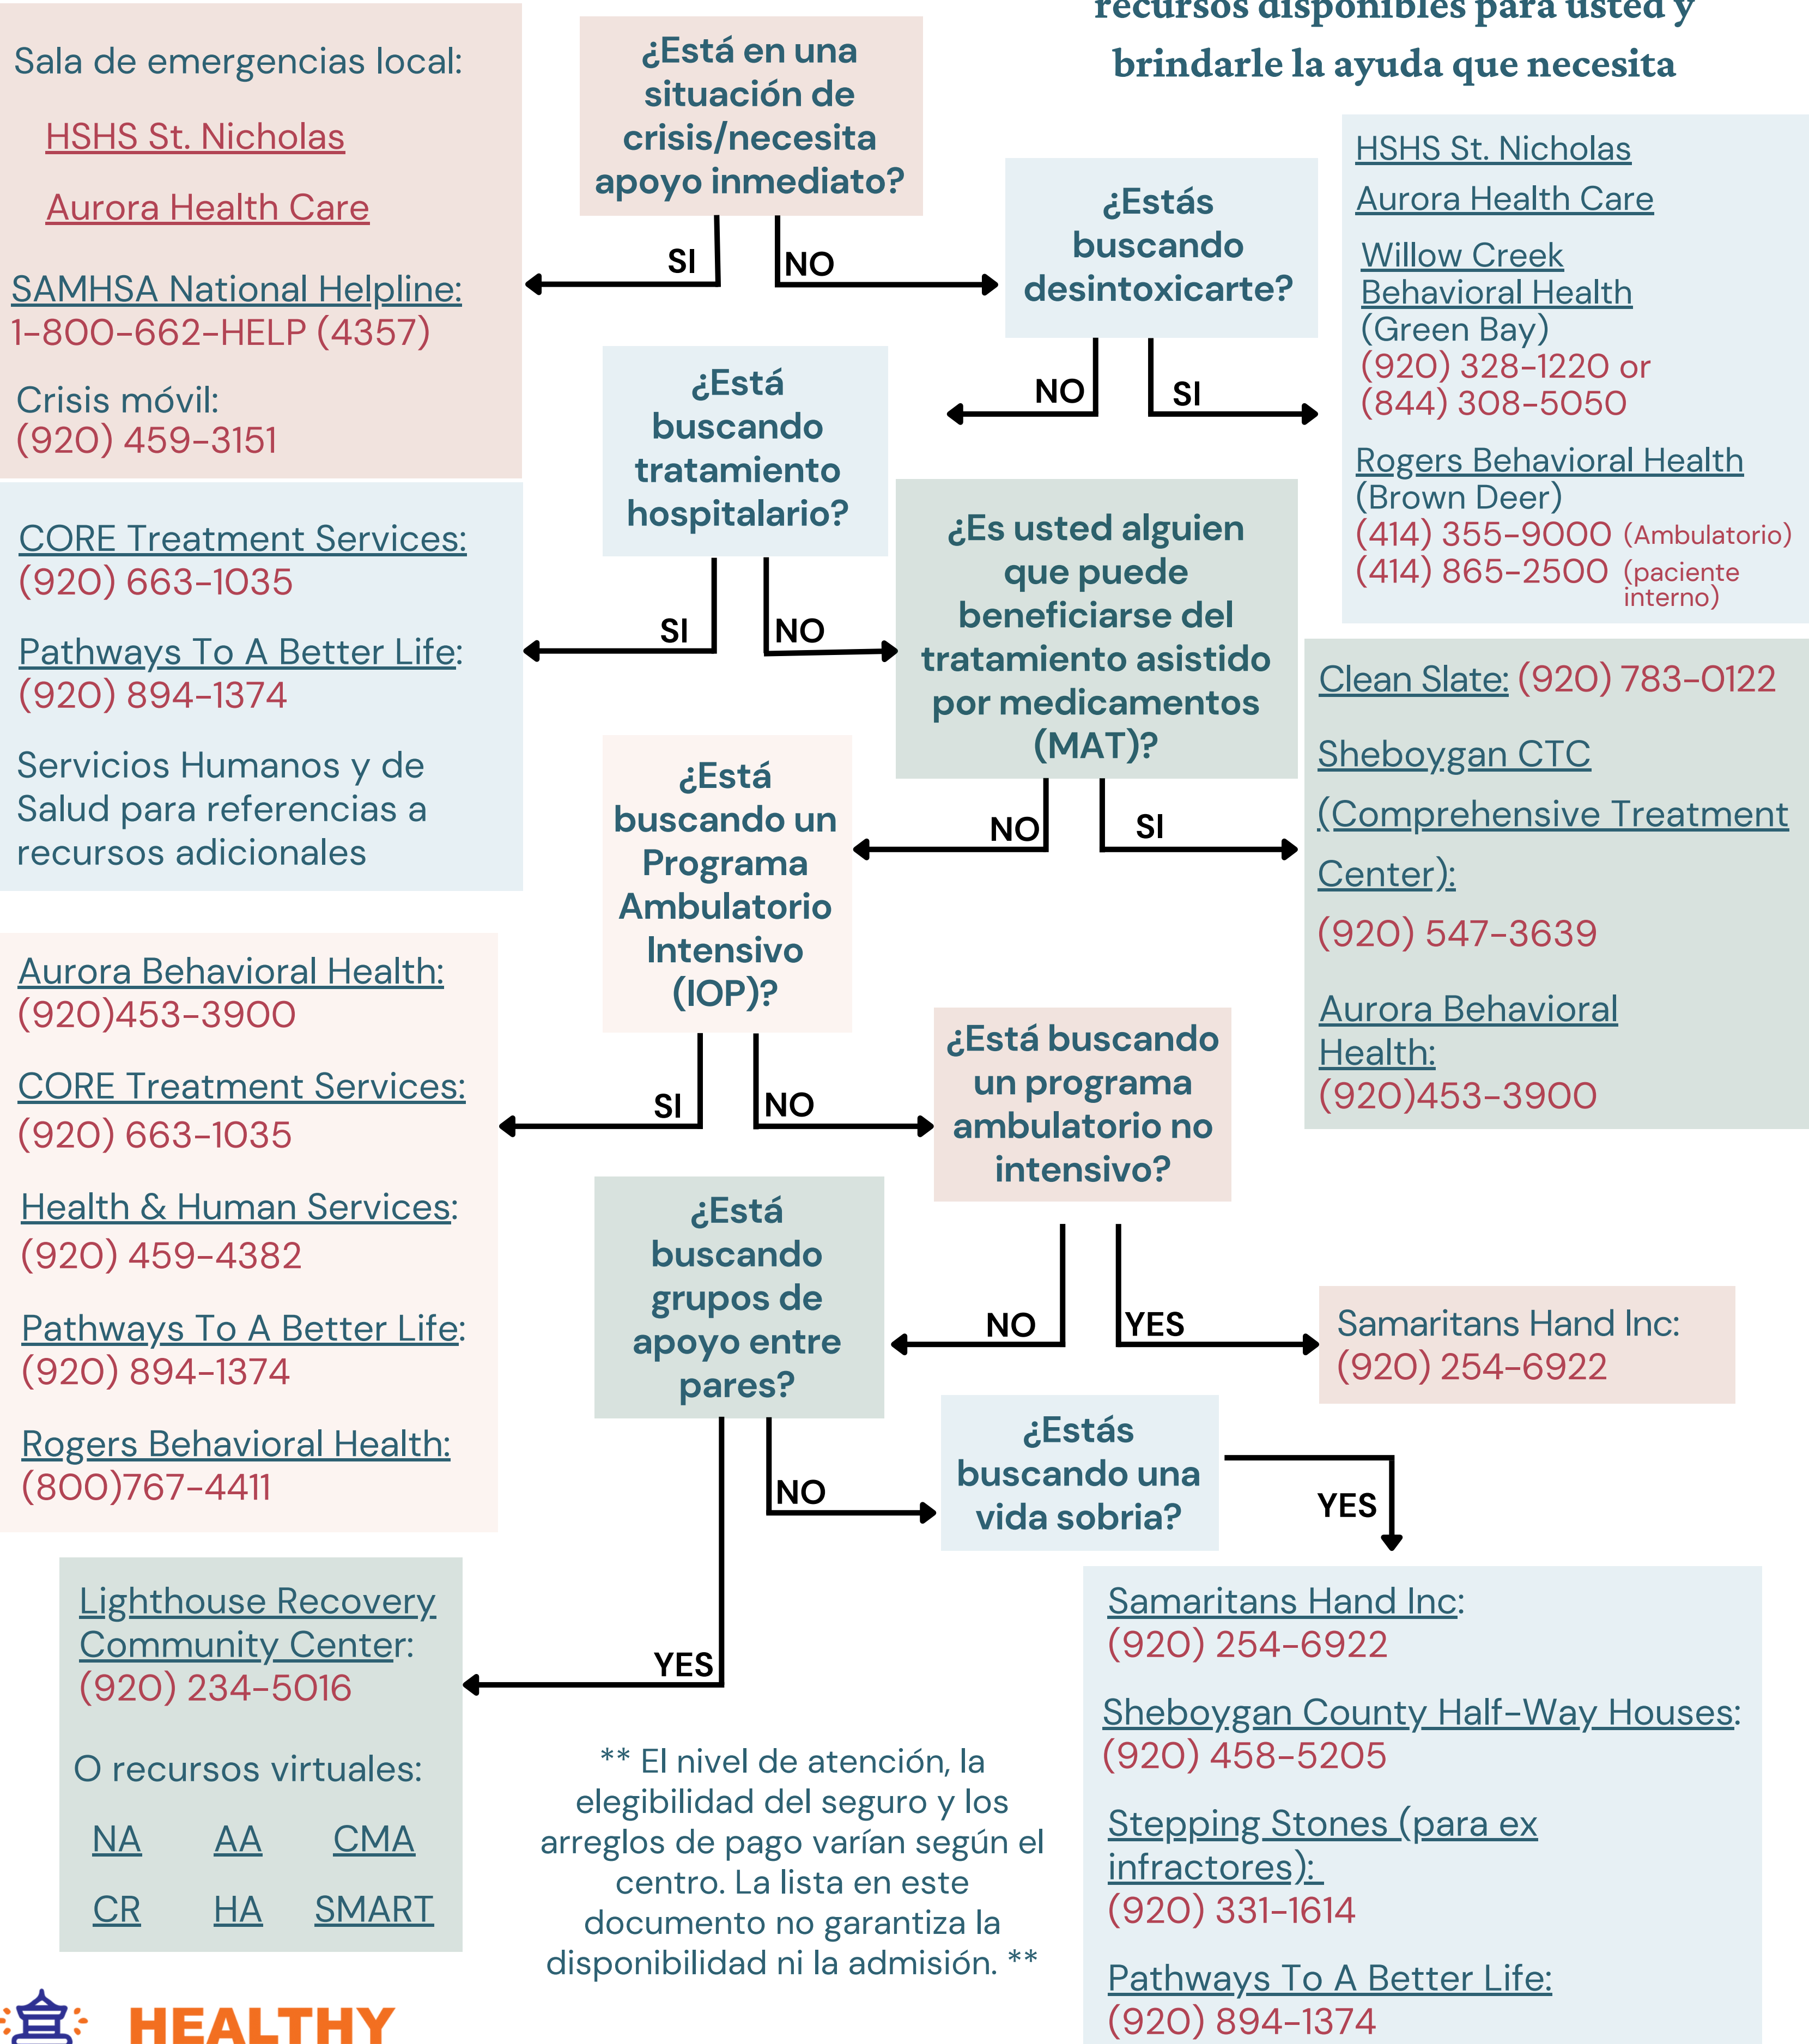 recursos disponibles para usted y
brindarle la ayuda que necesita
Sala de emergencias local:
HSHS St. Nicholas
Aurora Health Care
SAMHSA National Helpline:
1-800-662-HELP (4357)
Crisis móvil:
(920) 459-3151
¿Está en una
situación de
crisis/necesita
apoyo inmediato?
SI
NO
¿Estás
buscando
desintoxicarte?
NO
SI
HSHS St. Nicholas
Aurora Health Care
Willow Creek
Behavioral Health
(Green Bay)
(920) 328-1220 or
(844) 308-5050
Rogers Behavioral Health
(Brown Deer)
(414) 355-9000 (Ambulatorio)
(414) 865-2500 (paciente
interno)
¿Está
buscando
tratamiento
hospitalario?
SI
NO
CORE Treatment Services:
(920) 663-1035
Pathways To A Better Life:
(920) 894-1374
Servicios Humanos y de
Salud para referencias a
recursos adicionales
¿Es usted alguien
que puede
beneficiarse del
tratamiento asistido
por medicamentos
(MAT)?
NO
SI
Clean Slate: (920) 783-0122
Sheboygan CTC
(Comprehensive Treatment
Center):
(920) 547-3639
Aurora Behavioral
Health:
(920)453-3900
¿Está
buscando un
Programa
Ambulatorio
Intensivo
(IOP)?
SI
NO
Aurora Behavioral Health:
(920)453-3900
CORE Treatment Services:
(920) 663-1035
Health & Human Services:
(920) 459-4382
Pathways To A Better Life:
(920) 894-1374
Rogers Behavioral Health:
(800)767-4411
¿Está buscando
un programa
ambulatorio no
intensivo?
NO
YES
Samaritans Hand Inc:
(920) 254-6922
¿Está
buscando
grupos de
apoyo entre
pares?
YES
NO
Lighthouse Recovery
Community Center:
(920) 234-5016
O recursos virtuales:
NA AA CMA
CR HA SMART
¿Estás
buscando una
vida sobria?
YES
Samaritans Hand Inc:
(920) 254-6922
Sheboygan County Half-Way Houses:
(920) 458-5205
Stepping Stones (para ex
infractores):
(920) 331-1614
Pathways To A Better Life:
(920) 894-1374
** El nivel de atención, la
elegibilidad del seguro y los
arreglos de pago varían según el
centro. La lista en este
documento no garantiza la
disponibilidad ni la admisión. **
HEALTHY